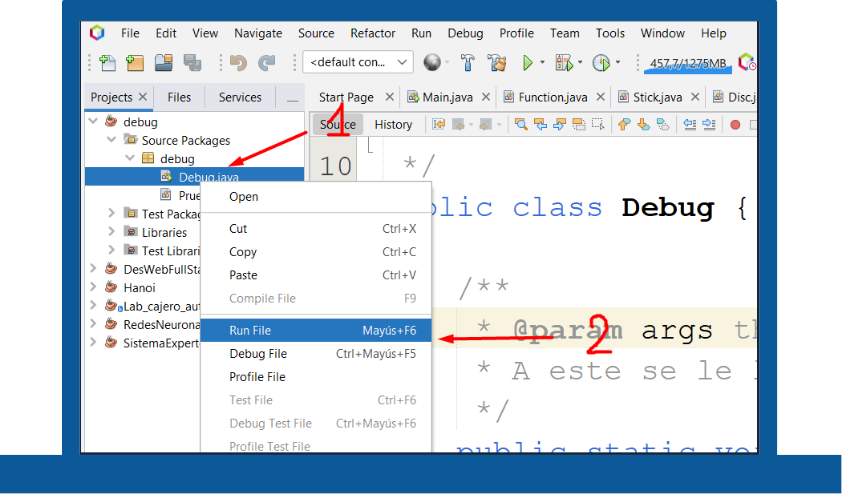 File Edit View Navigate Source Refactor Run Debug Profile Team Tools Window Help
<default con... 457,7/1275MB
Projects Files Services Start Page Main.java Function.java Stick.java Disc.j
Source History
debug
Source Packages
debug
Debug.java
Prue
Test Packag
Libraries
Test Librari
DesWebFullSta
Hanoi
Lab_cajero_aut
RedesNeurona
SistemaExpert
Open
Cut Ctrl+X
Copy Ctrl+C
Paste Ctrl+V
Compile File F9
Run File Mayús+F6
Debug File Ctrl+Mayús+F5
Profile File
Test File Ctrl+F6
Debug Test File Ctrl+Mayús+F6
Profile Test File
1
2
10 */
blic class Debug {
/**
* @param args th
* A este se le
*/
public static vo